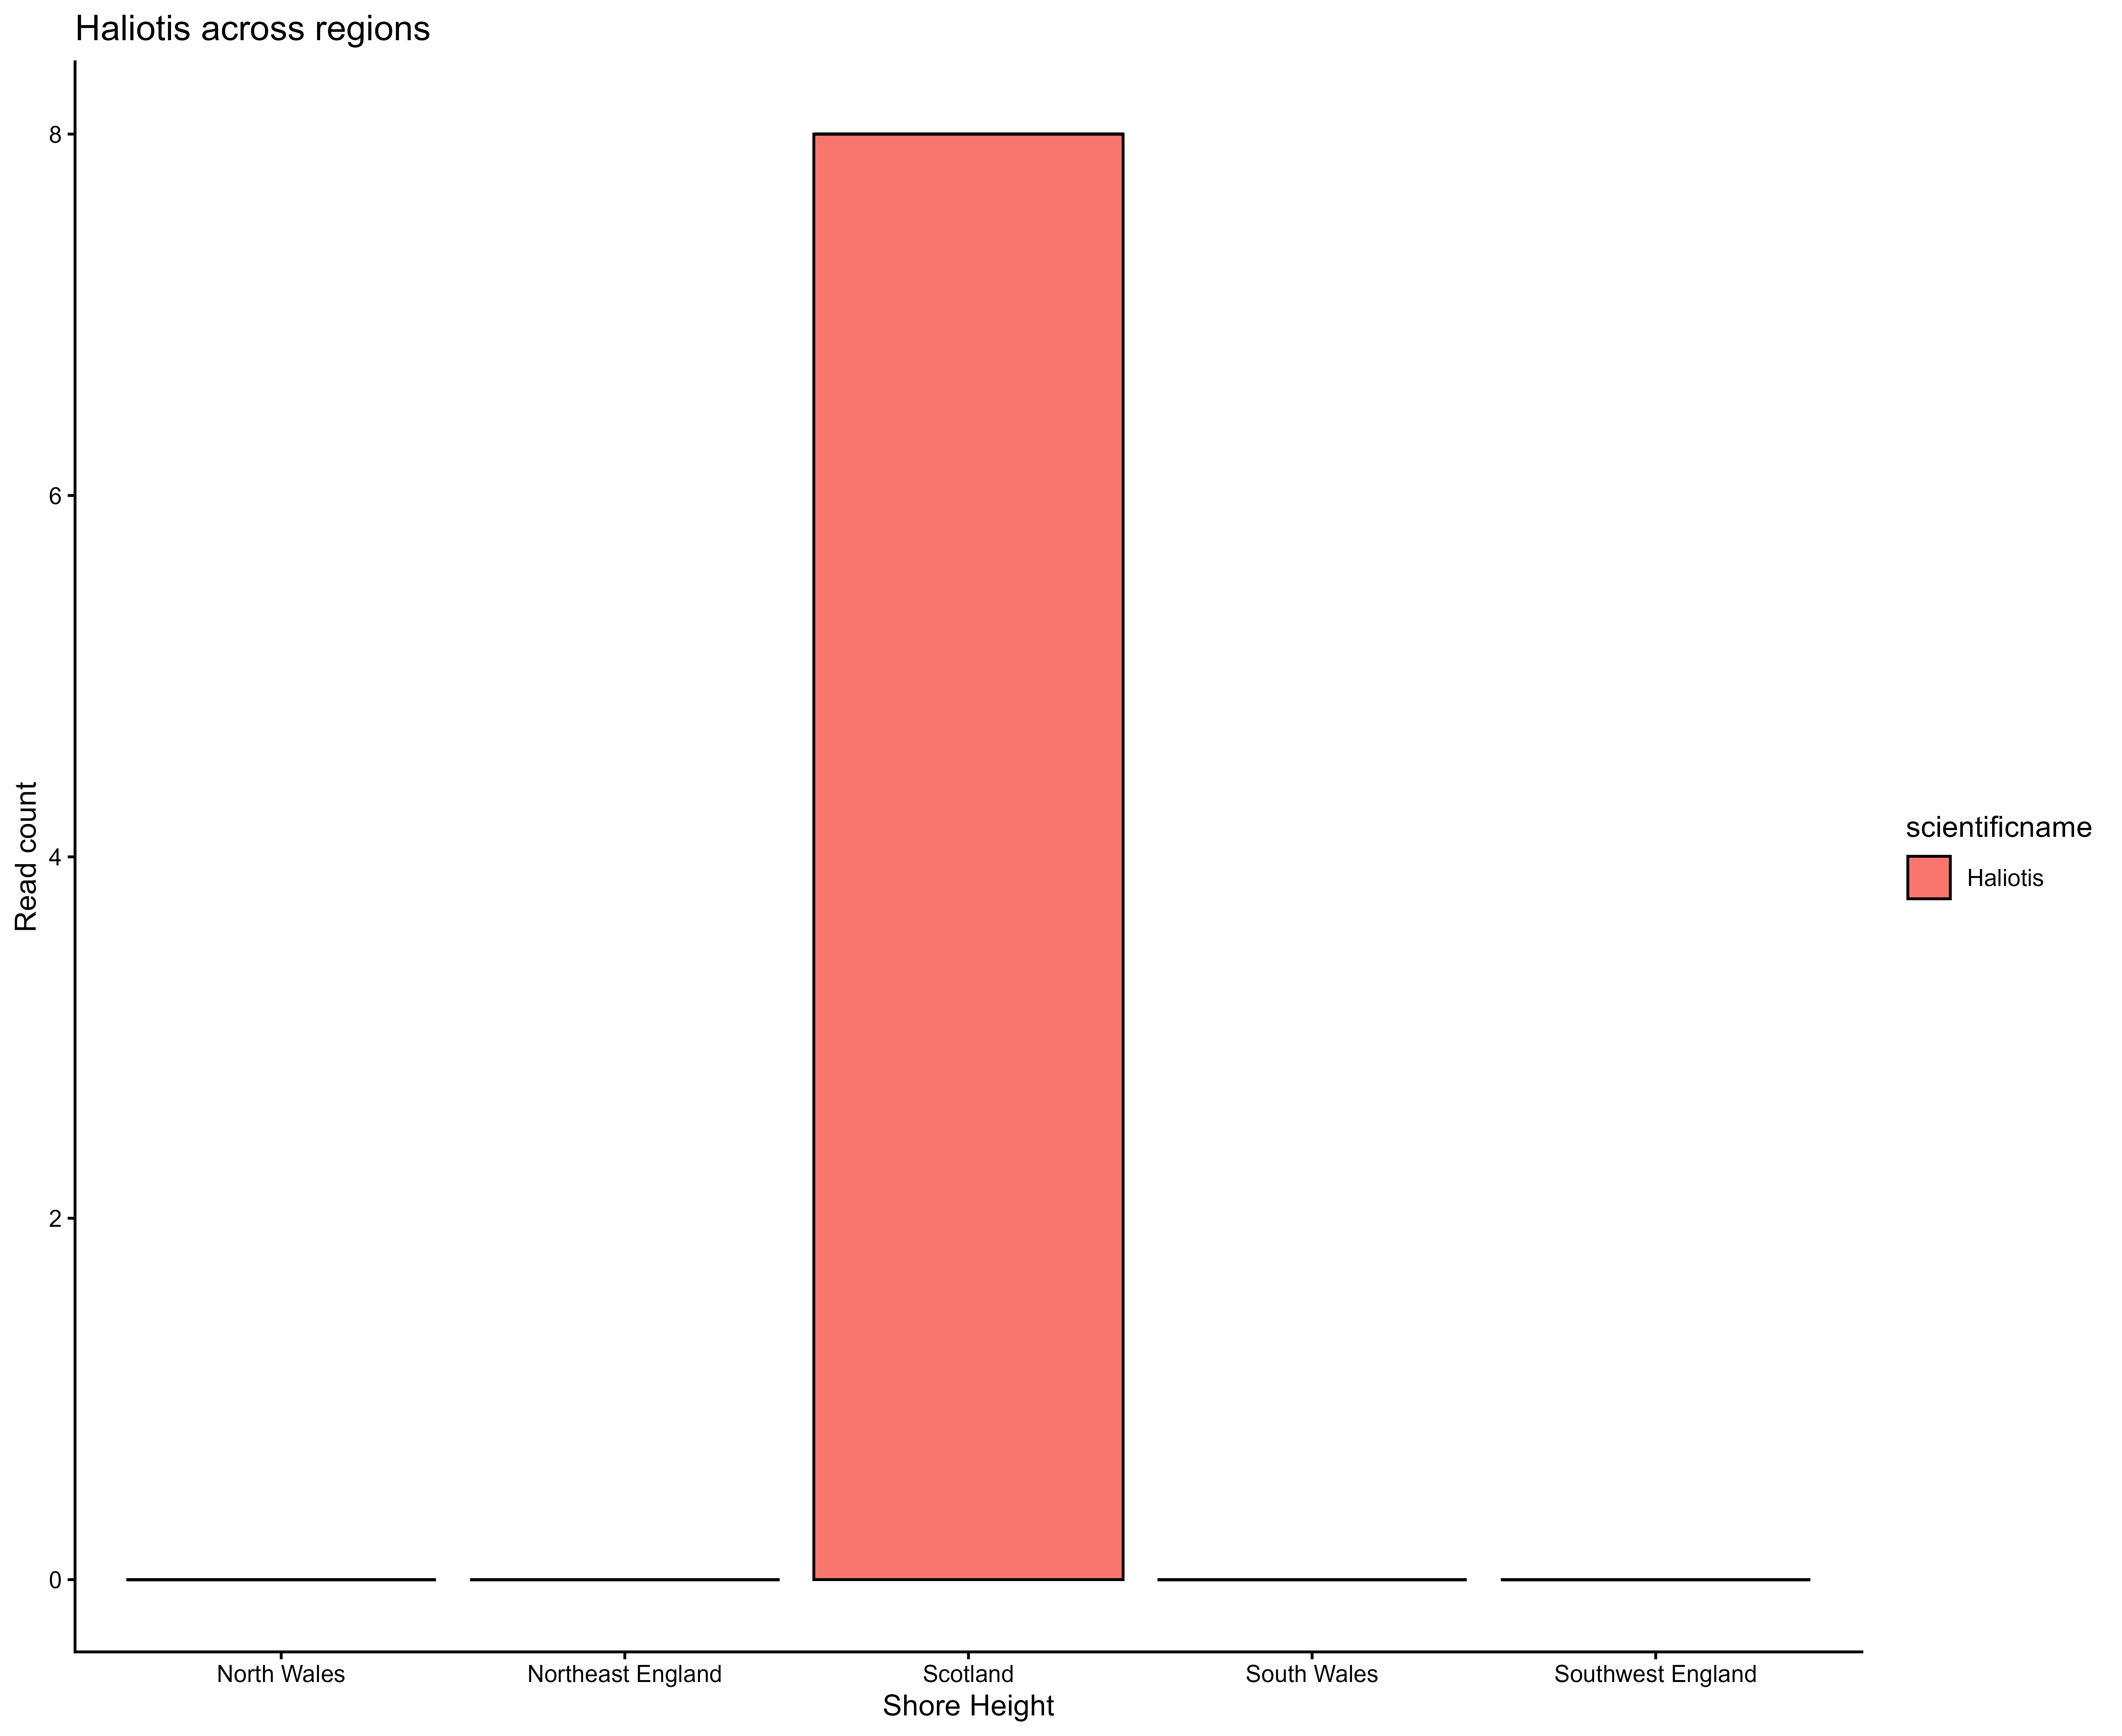 Haliotis across regions
8
6
4
2
0
Read count
North Wales
Northeast England
Scotland
South Wales
Southwest England
Shore Height
scientificname
Haliotis